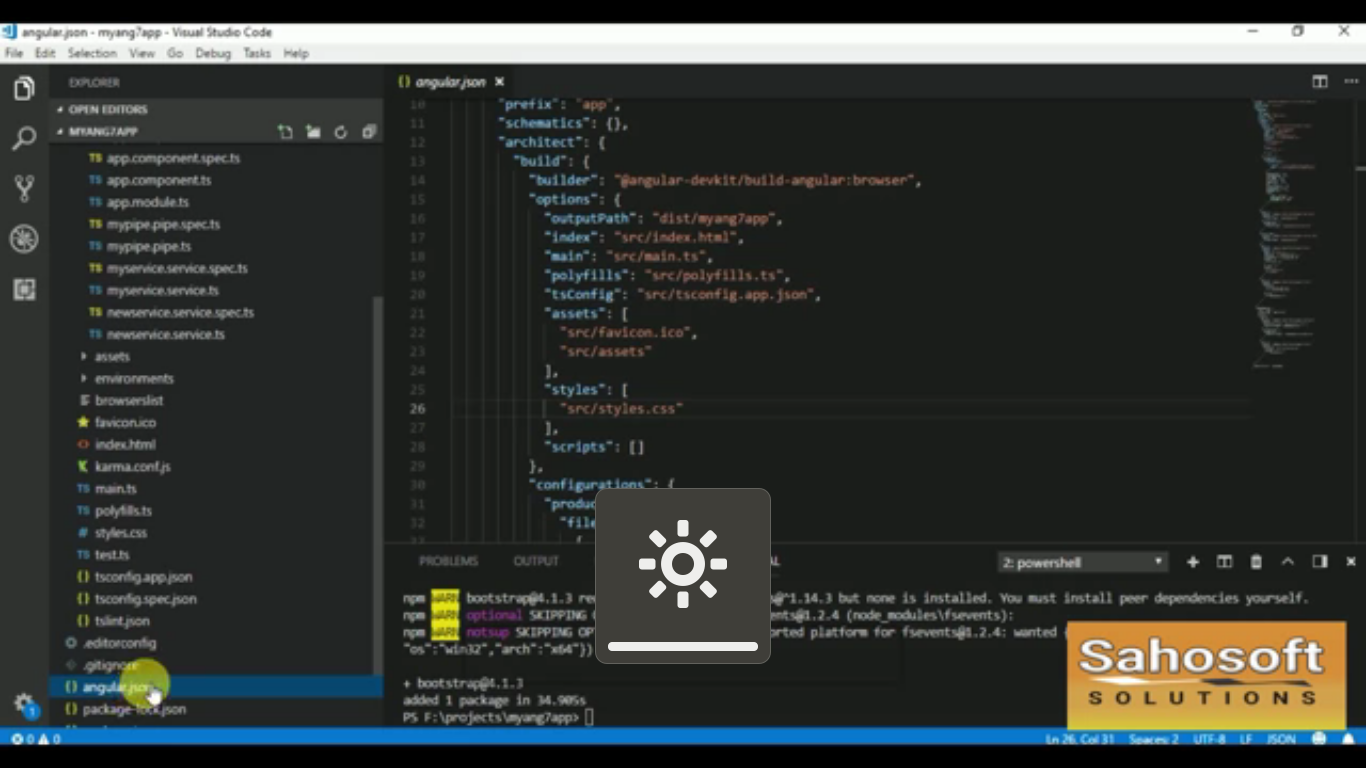 angular.json - myang7app - Visual Studio Code
File Edit Selection View Go Debug Tasks Help
EXPLORER
OPEN EDITORS
MYANG7APP
app.component.spec.ts
app.component.ts
app.module.ts
mypipe.pipe.spec.ts
mypipe.pipe.ts
myservice.service.spec.ts
myservice.service.ts
newservice.service.spec.ts
newservice.service.ts
assets
environments
browserslist
favicon.ico
index.html
karma.conf.js
main.ts
polyfills.ts
styles.css
test.ts
tsconfig.app.json
tsconfig.spec.json
tslint.json
.editorconfig
.gitignore
angular.json
package-lock.json
{} angular.json
10 "prefix": "app",
11 "schematics": {},
12 "architect": {
13 "build": {
14 "builder": "@angular-devkit/build-angular:browser",
15 "options": {
16 "outputPath": "dist/myang7app",
17 "index": "src/index.html",
18 "main": "src/main.ts",
19 "polyfills": "src/polyfills.ts",
20 "tsConfig": "src/tsconfig.app.json",
21 "assets": [
22 "src/favicon.ico",
23 "src/assets"
24 ],
25 "styles": [
26 "src/styles.css"
27 ],
28 "scripts": []
29 },
30 "configurations": {
31 "produc
32 "file
33 {
PROBLEMS OUTPUT AL 2: powershell
npm WARN bootstrap@4.1.3 re s@^1.14.3 but none is installed. You must install peer dependencies yourself.
npm WARN optional SKIPPING ents@1.2.4 (node_modules\fsevents):
npm WARN notsup SKIPPING OP orted platform for fsevents@1.2.4: wanted
"os":"win32","arch":"x64"})
+ bootstrap@4.1.3
added 1 package in 34.905s
PS F:\projects\myang7app>
Sahosoft
SOLUTIONS
0 0 Ln 26, Col 31 Spaces: 2 UTF-8 LF JSON
1